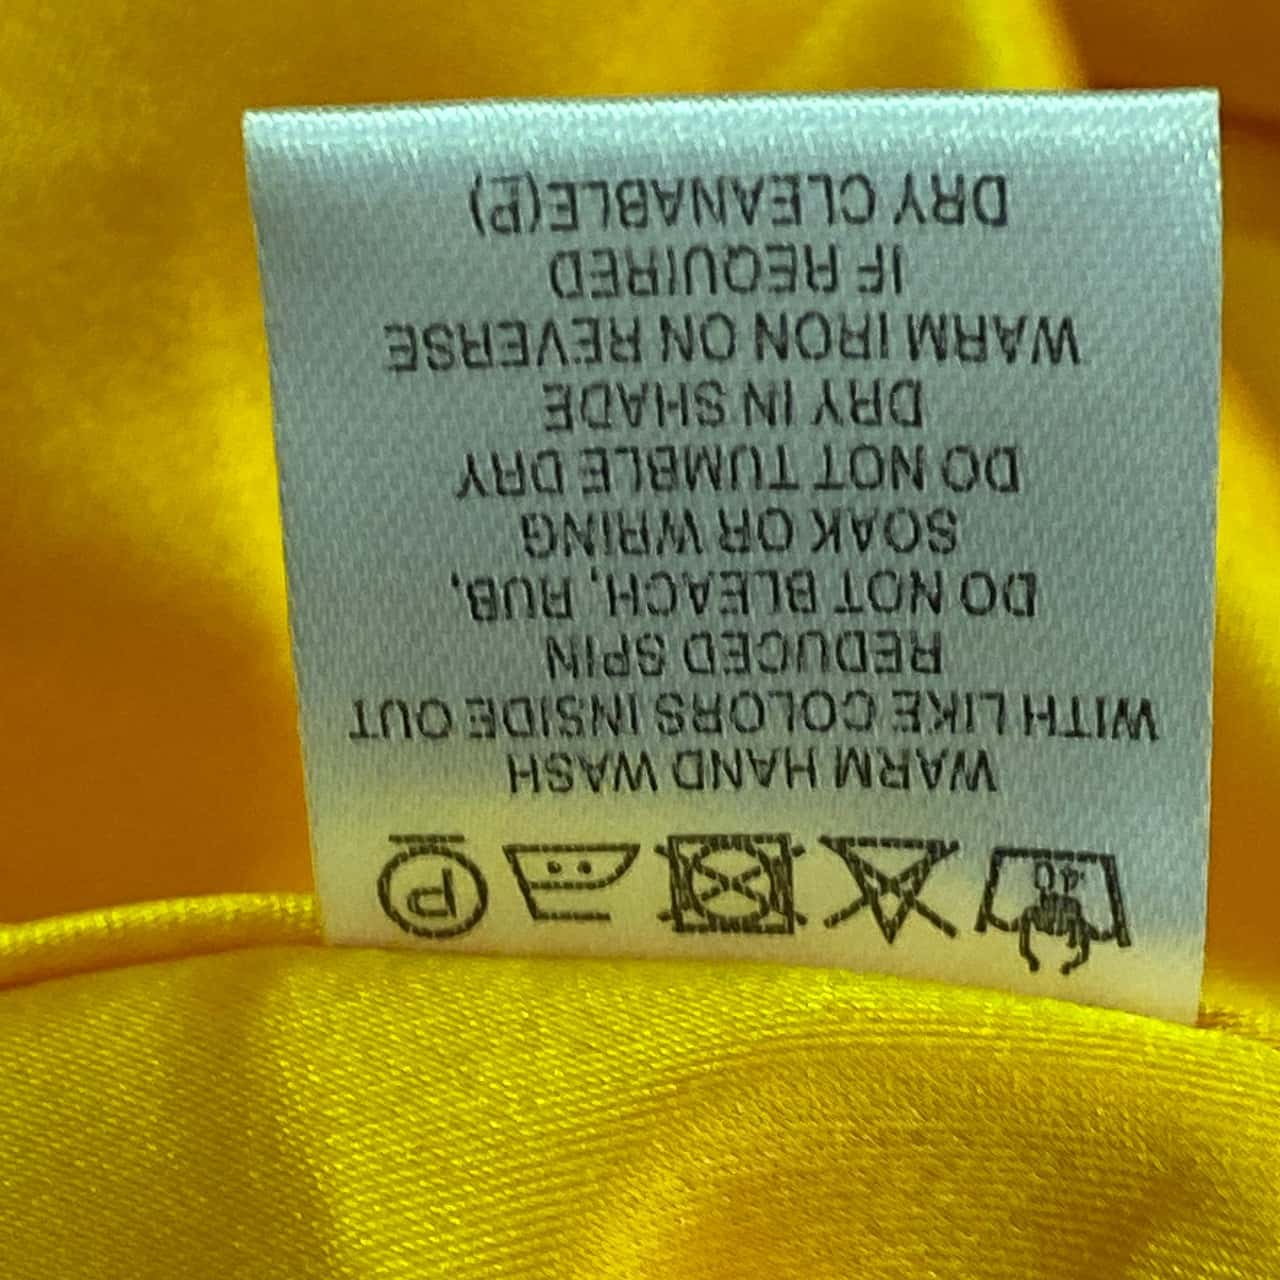 40
P
WARM HAND WASH
WITH LIKE COLORS INSIDE OUT
REDUCED SPIN
DO NOT BLEACH, RUB,
SOAK OR WRING
DO NOT TUMBLE DRY
DRY IN SHADE
WARM IRON ON REVERSE
IF REQUIRED
DRY CLEANABLE(P)